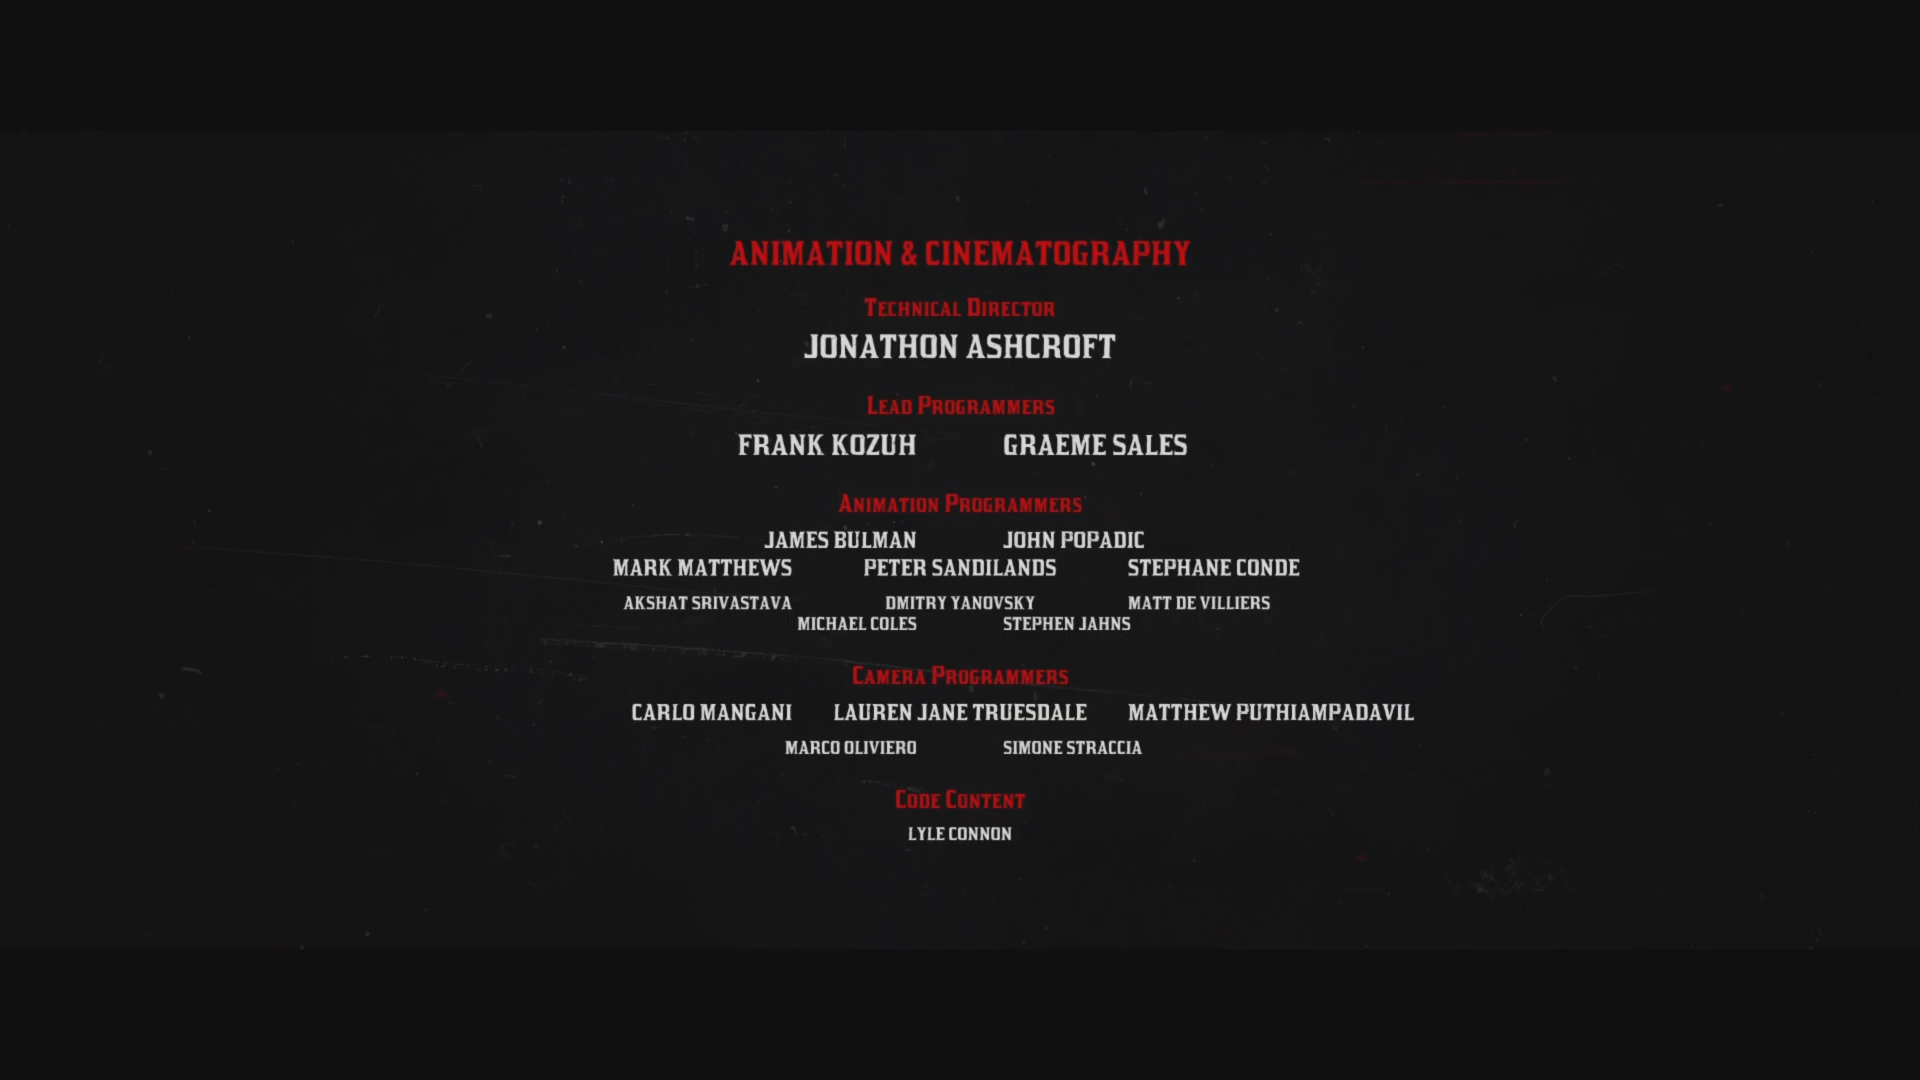 ANIMATION & CINEMATOGRAPHY
TECHNICAL DIRECTOR
JONATHON ASHCROFT
LEAD PROGRAMMERS
FRANK KOZUH GRAEME SALES
ANIMATION PROGRAMMERS
JAMES BULMAN JOHN POPADIC
MARK MATTHEWS PETER SANDILANDS STEPHANE CONDE
AKSHAT SRIVASTAVA DMITRY YANOVSKY MATT DE VILLIERS
MICHAEL COLES STEPHEN JAHNS
CAMERA PROGRAMMERS
CARLO MANGANI LAUREN JANE TRUESDALE MATTHEW PUTHIAMPADAVIL
MARCO OLIVIERO SIMONE STRACCIA
CODE CONTENT
LYLE CONNON